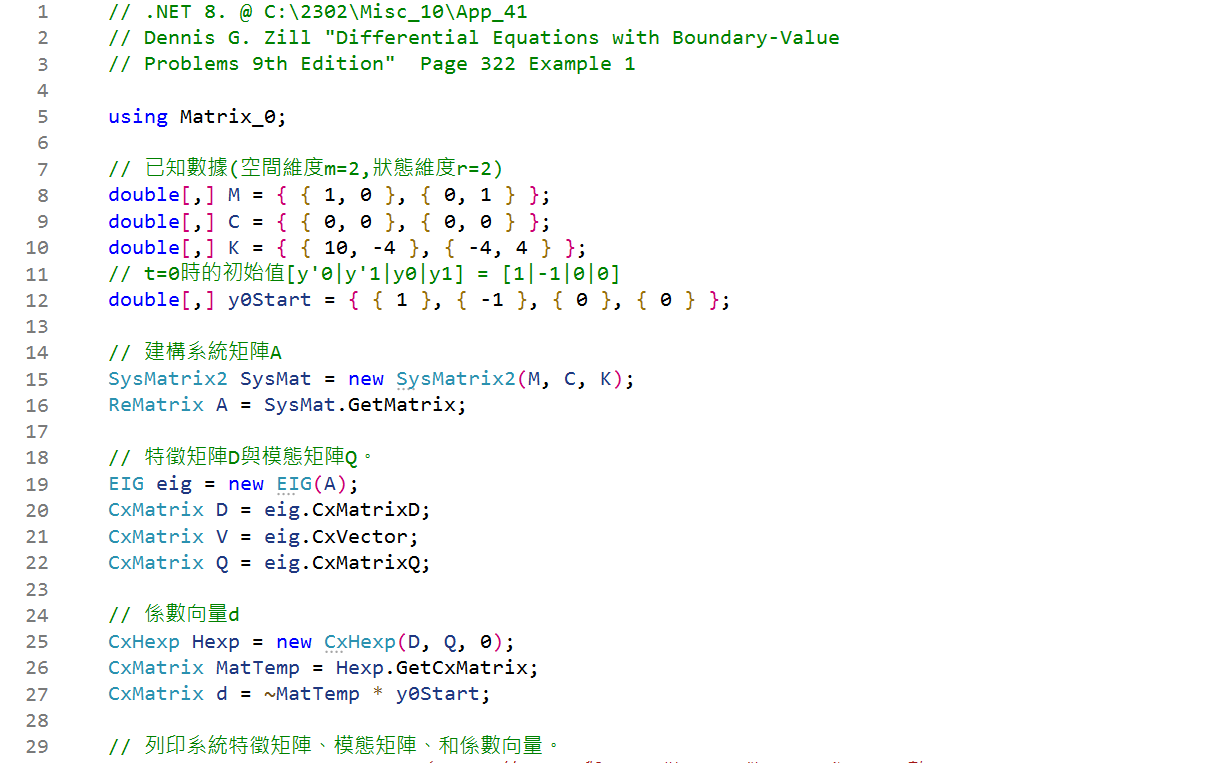 1 // .NET 8. @ C:\2302\Misc_10\App_41
2 // Dennis G. Zill "Differential Equations with Boundary-Value
3 // Problems 9th Edition"  Page 322 Example 1
4
5 using Matrix_0;
6
7 // 已知數據(空間維度m=2,狀態維度r=2)
8 double[,] M = { { 1, 0 }, { 0, 1 } };
9 double[,] C = { { 0, 0 }, { 0, 0 } };
10 double[,] K = { { 10, -4 }, { -4, 4 } };
11 // t=0時的初始值[y'0|y'1|y0|y1] = [1|-1|0|0]
12 double[,] y0Start = { { 1 }, { -1 }, { 0 }, { 0 } };
13
14 // 建構系統矩陣A
15 SysMatrix2 SysMat = new SysMatrix2(M, C, K);
16 ReMatrix A = SysMat.GetMatrix;
17
18 // 特徵矩陣D與模態矩陣Q。
19 EIG eig = new EIG(A);
20 CxMatrix D = eig.CxMatrixD;
21 CxMatrix V = eig.CxVector;
22 CxMatrix Q = eig.CxMatrixQ;
23
24 // 係數向量d
25 CxHexp Hexp = new CxHexp(D, Q, 0);
26 CxMatrix MatTemp = Hexp.GetCxMatrix;
27 CxMatrix d = ~MatTemp * y0Start;
28
29 // 列印系統特徵矩陣、模態矩陣、和係數向量。